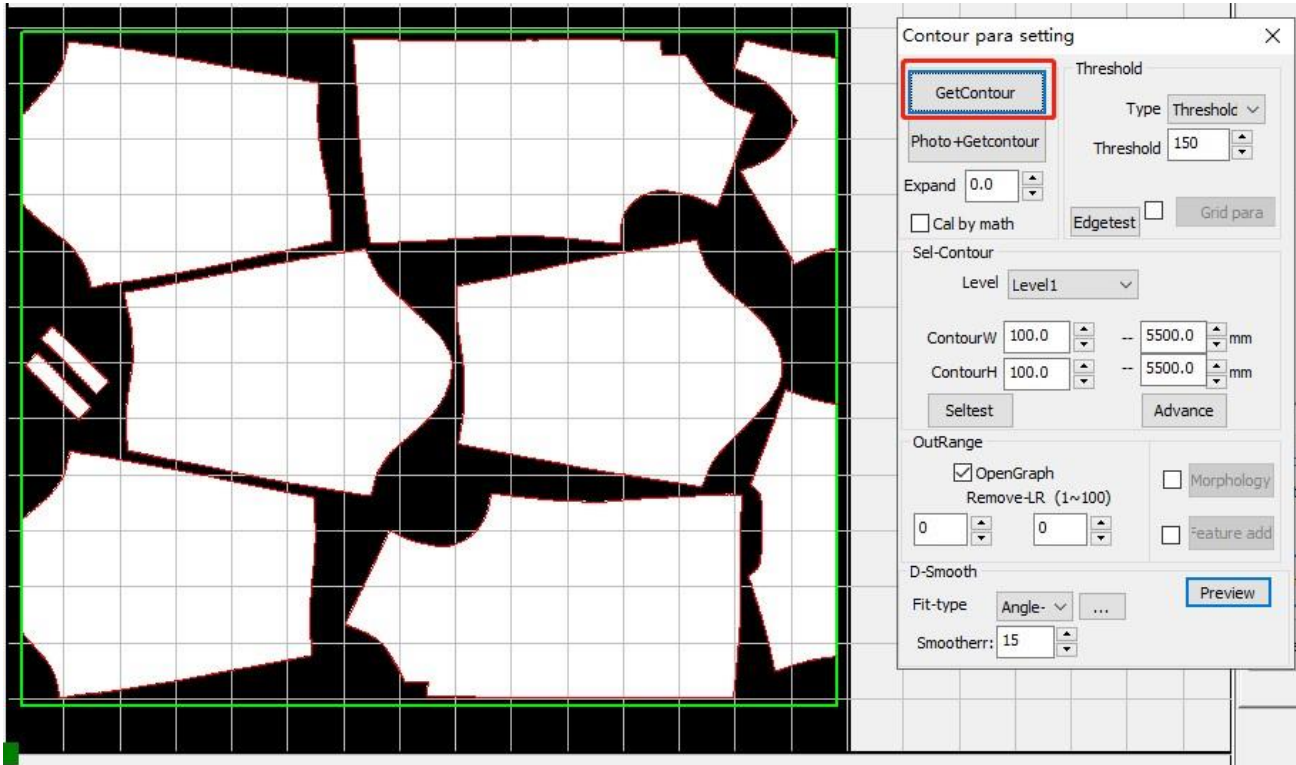 Contour para setting
GetContour
Photo+Getcontour
Expand 0.0
Cal by math
Threshold
Type Threshold
Threshold 150
Edgetest
Grid para
Sel-Contour
Level Level1
ContourW 100.0 -- 5500.0 mm
ContourH 100.0 -- 5500.0 mm
Seltest Advance
OutRange
OpenGraph
Remove-LR (1~100)
0 0
Morphology
Feature add
D-Smooth
Fit-type Angle- ...
Smootherr: 15
Preview